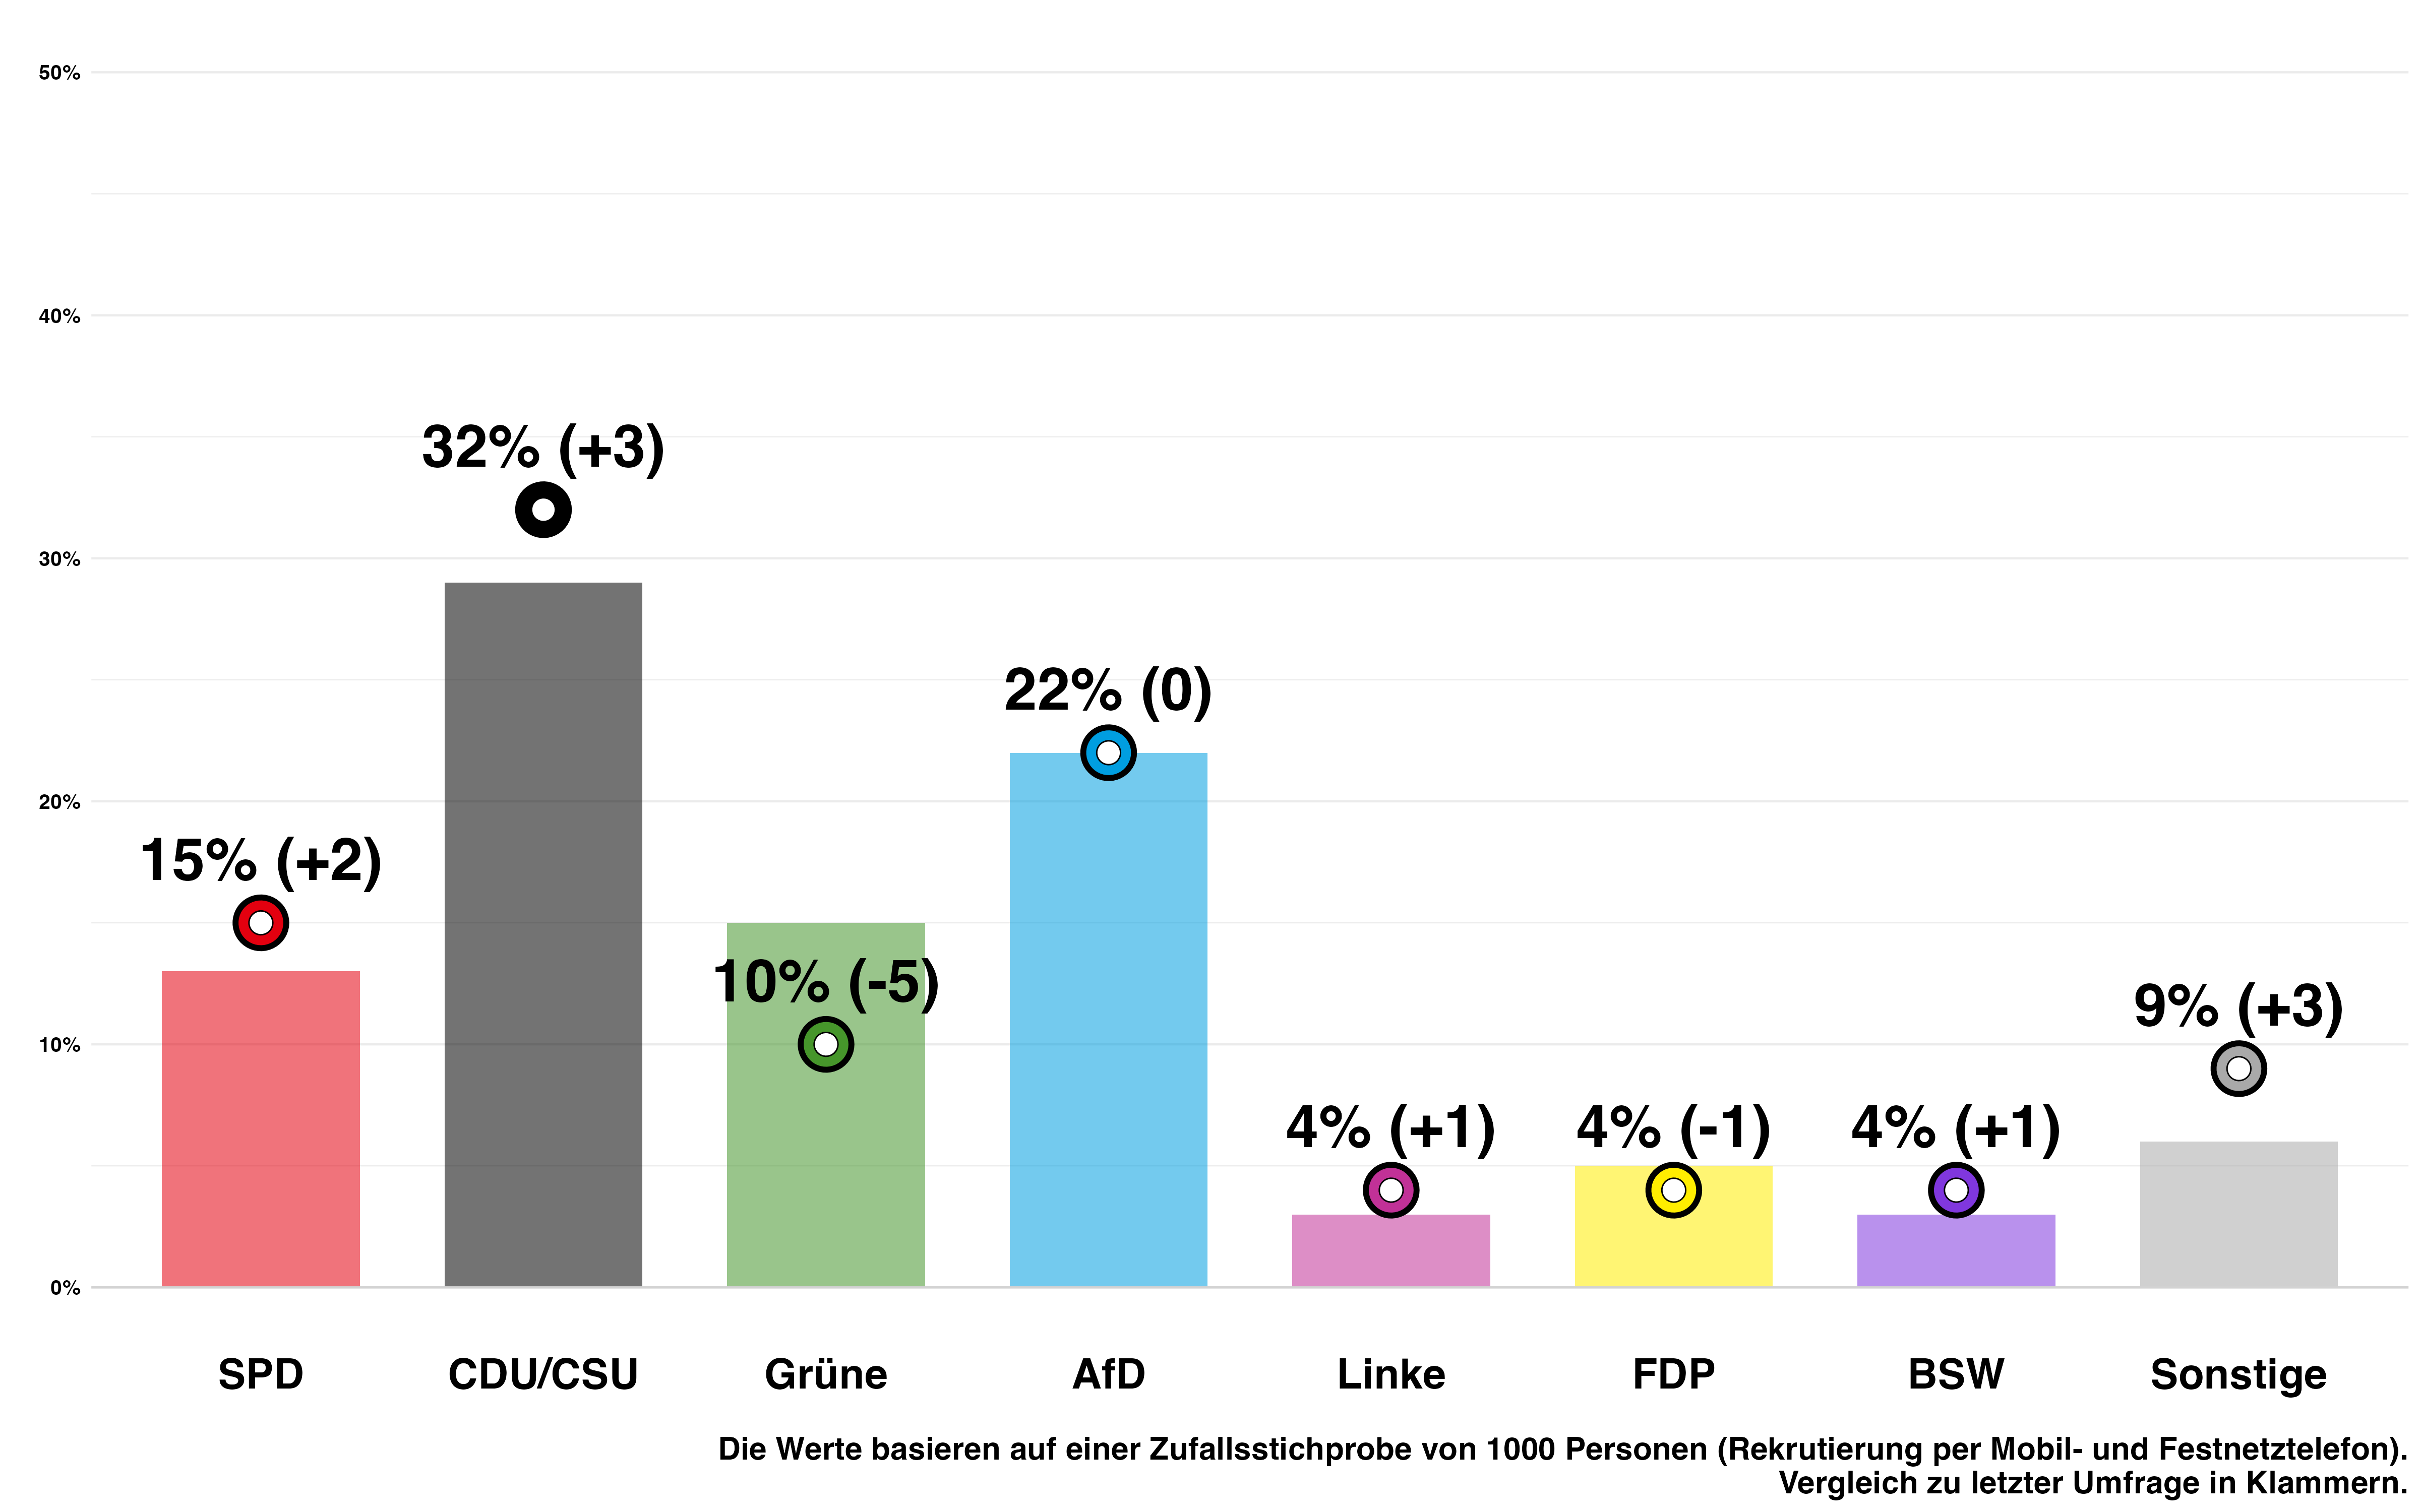 50%
40%
30%
20%
10%
0%
32% (+3)
22% (0)
15% (+2)
10% (-5)
9% (+3)
4% (+1)
4% (-1)
4% (+1)
SPD
CDU/CSU
Grüne
AfD
Linke
FDP
BSW
Sonstige
Die Werte basieren auf einer Zufallsstichprobe von 1000 Personen (Rekrutierung per Mobil- und Festnetztelefon).
Vergleich zu letzter Umfrage in Klammern.